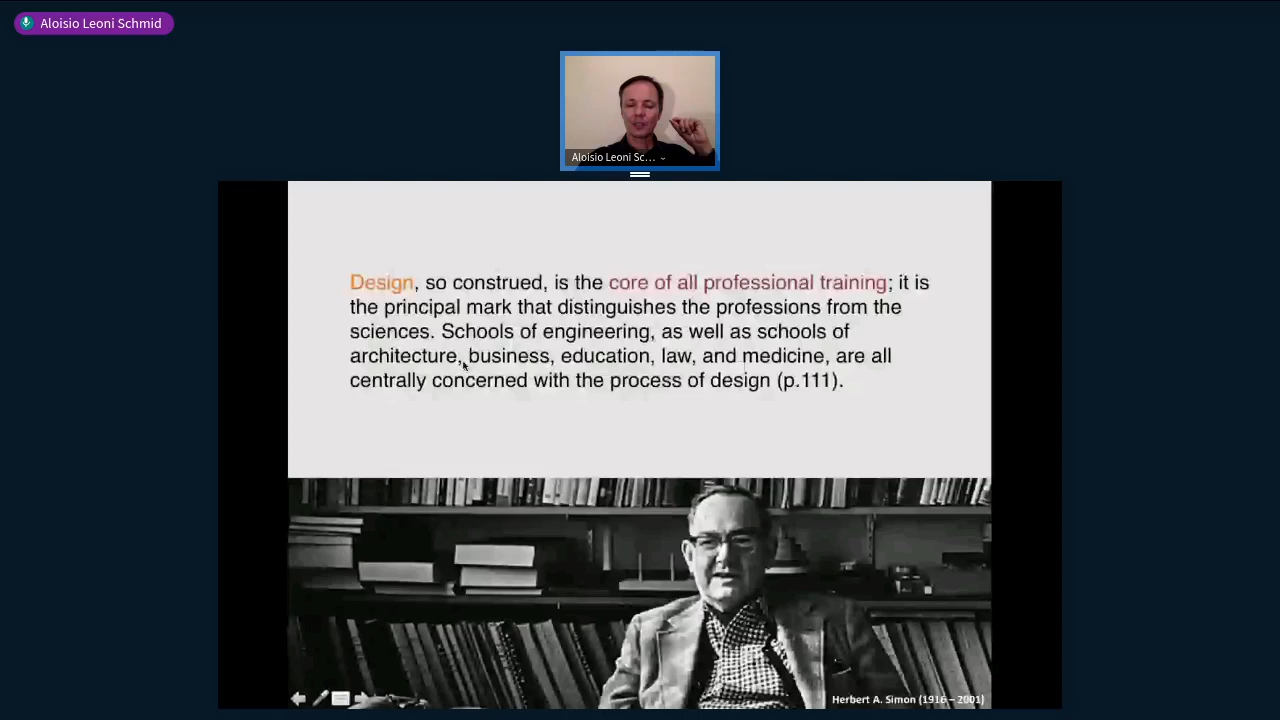 Aloisio Leoni Schmid
Aloisio Leoni Sc...
Design, so construed, is the core of all professional training; it is
the principal mark that distinguishes the professions from the
sciences. Schools of engineering, as well as schools of
architecture, business, education, law, and medicine, are all
centrally concerned with the process of design (p.111).
Herbert A. Simon (1916 – 2001)